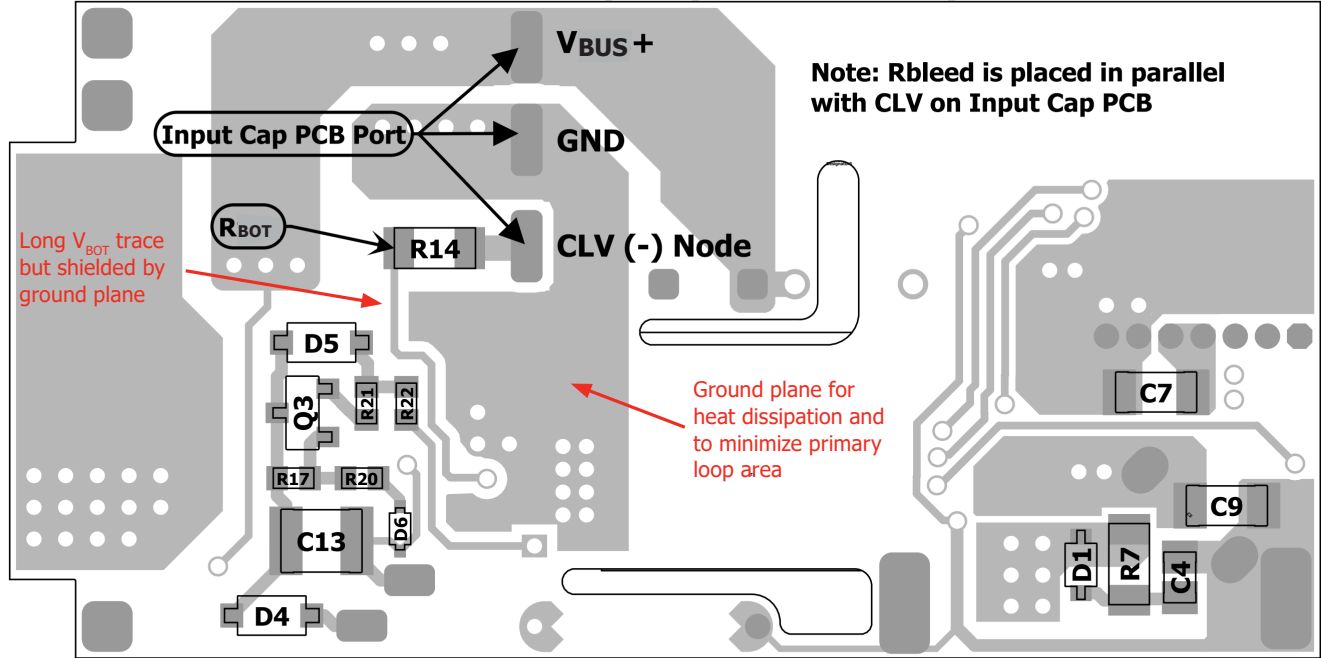 VBUS+
Note: Rbleed is placed in parallel
with CLV on Input Cap PCB
Input Cap PCB Port
GND
RBOT
R14
CLV (-) Node
Long VBOT trace
but shielded by
ground plane
D5
Q3
R21
R22
Ground plane for
heat dissipation and
to minimize primary
loop area
C7
R17
R20
C9
C13
D6
D1
R7
C4
D4